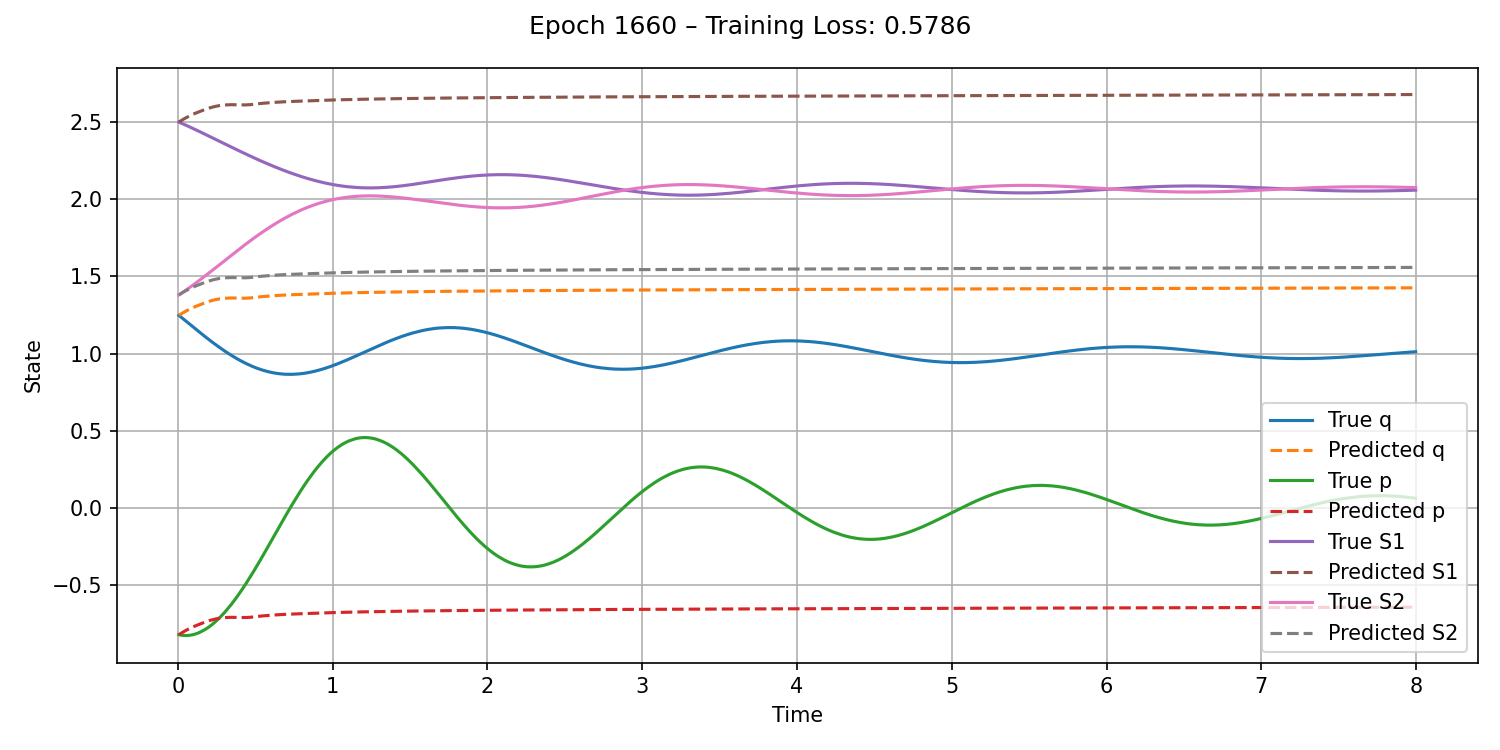 Epoch 1660 – Training Loss: 0.5786
State
2.5
2.0
1.5
1.0
0.5
0.0
−0.5
True q
Predicted q
True p
Predicted p
True S1
Predicted S1
True S2
Predicted S2
0 1 2 3 4 5 6 7 8
Time